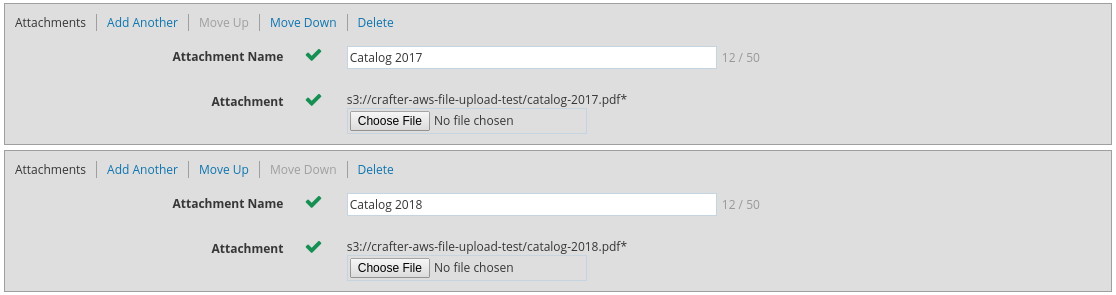 Attachments Add Another Move Up Move Down Delete
Attachment Name Catalog 2017 12 / 50
Attachment s3://crafter-aws-file-upload-test/catalog-2017.pdf*
Choose File No file chosen
Attachments Add Another Move Up Move Down Delete
Attachment Name Catalog 2018 12 / 50
Attachment s3://crafter-aws-file-upload-test/catalog-2018.pdf*
Choose File No file chosen